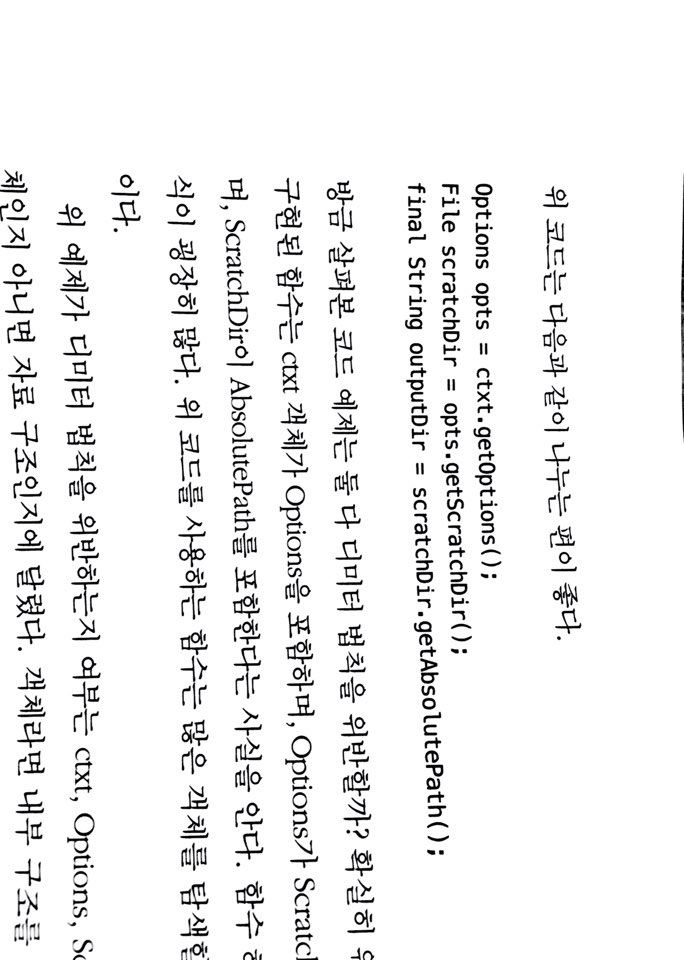 위 코드는 다음과 같이 나누는 편이 좋다.
Options opts = ctxt.getOptions();
File scratchDir = opts.getScratchDir();
final String outputDir = scratchDir.getAbsolutePath();
방금 살펴본 코드 예제는 둘 다 디미터 법칙을 위반할까? 확실히
구현된 함수는 ctxt 객체가 Options을 포함하며, Options가 Scratc
며, ScratchDir이 AbsolutePath를 포함한다는 사실을 안다. 함수
식이 굉장히 많다. 위 코드를 사용하는 함수는 많은 객체를 탐색할
이다.
위 예제가 디미터 법칙을 위반하는지 여부는 ctxt, Options, Sc
체인지 아니면 자료 구조인지에 달렸다. 객체라면 내부 구조를